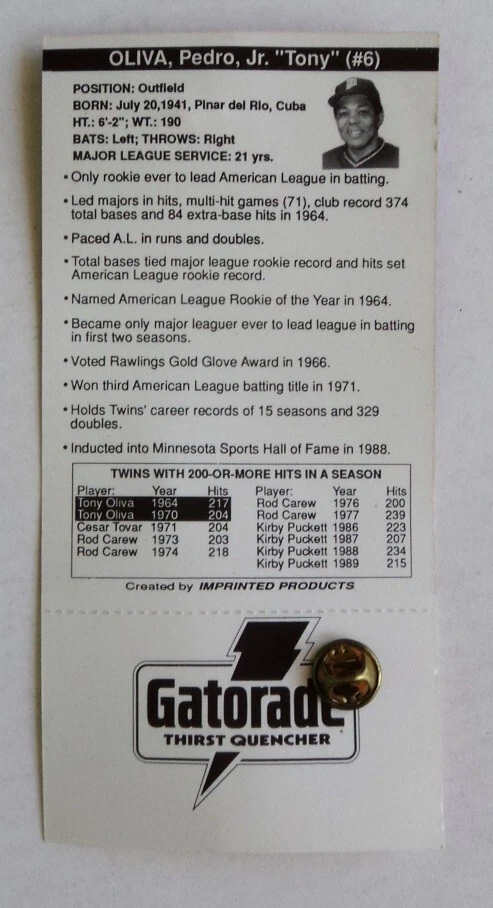 OLIVA, Pedro, Jr. "Tony" (#6)
POSITION: Outfield
BORN: July 20,1941, Pinar del Rio, Cuba
HT.: 6'-2"; WT.: 190
BATS: Left; THROWS: Right
MAJOR LEAGUE SERVICE: 21 yrs.
• Only rookie ever to lead American League in batting.
• Led majors in hits, multi-hit games (71), club record 374
total bases and 84 extra-base hits in 1964.
• Paced A.L. in runs and doubles.
• Total bases tied major league rookie record and hits set
American League rookie record.
• Named American League Rookie of the Year in 1964.
• Became only major leaguer ever to lead league in batting
in first two seasons.
• Voted Rawlings Gold Glove Award in 1966.
• Won third American League batting title in 1971.
• Holds Twins' career records of 15 seasons and 329
doubles.
• Inducted into Minnesota Sports Hall of Fame in 1988.
TWINS WITH 200-OR-MORE HITS IN A SEASON
Player: Year Hits
Tony Oliva 1964 217
Tony Oliva 1970 204
Cesar Tovar 1971 204
Rod Carew 1973 203
Rod Carew 1974 218
Player: Year Hits
Rod Carew 1976 200
Rod Carew 1977 239
Kirby Puckett 1986 223
Kirby Puckett 1987 207
Kirby Puckett 1988 234
Kirby Puckett 1989 215
Created by IMPRINTED PRODUCTS
Gatorade
THIRST QUENCHER